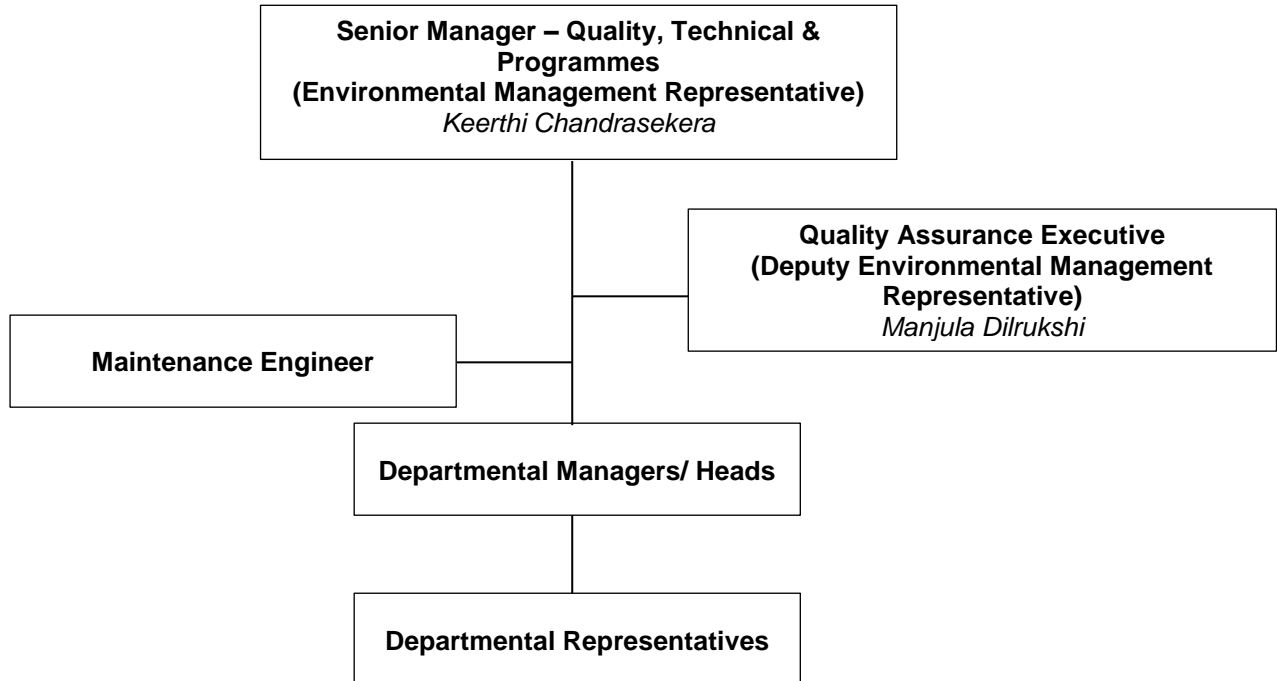 Senior Manager – Quality, Technical &
Programmes
(Environmental Management Representative)
Keerthi Chandrasekera
Quality Assurance Executive
(Deputy Environmental Management
Representative)
Manjula Dilrukshi
Maintenance Engineer
Departmental Managers/ Heads
Departmental Representatives